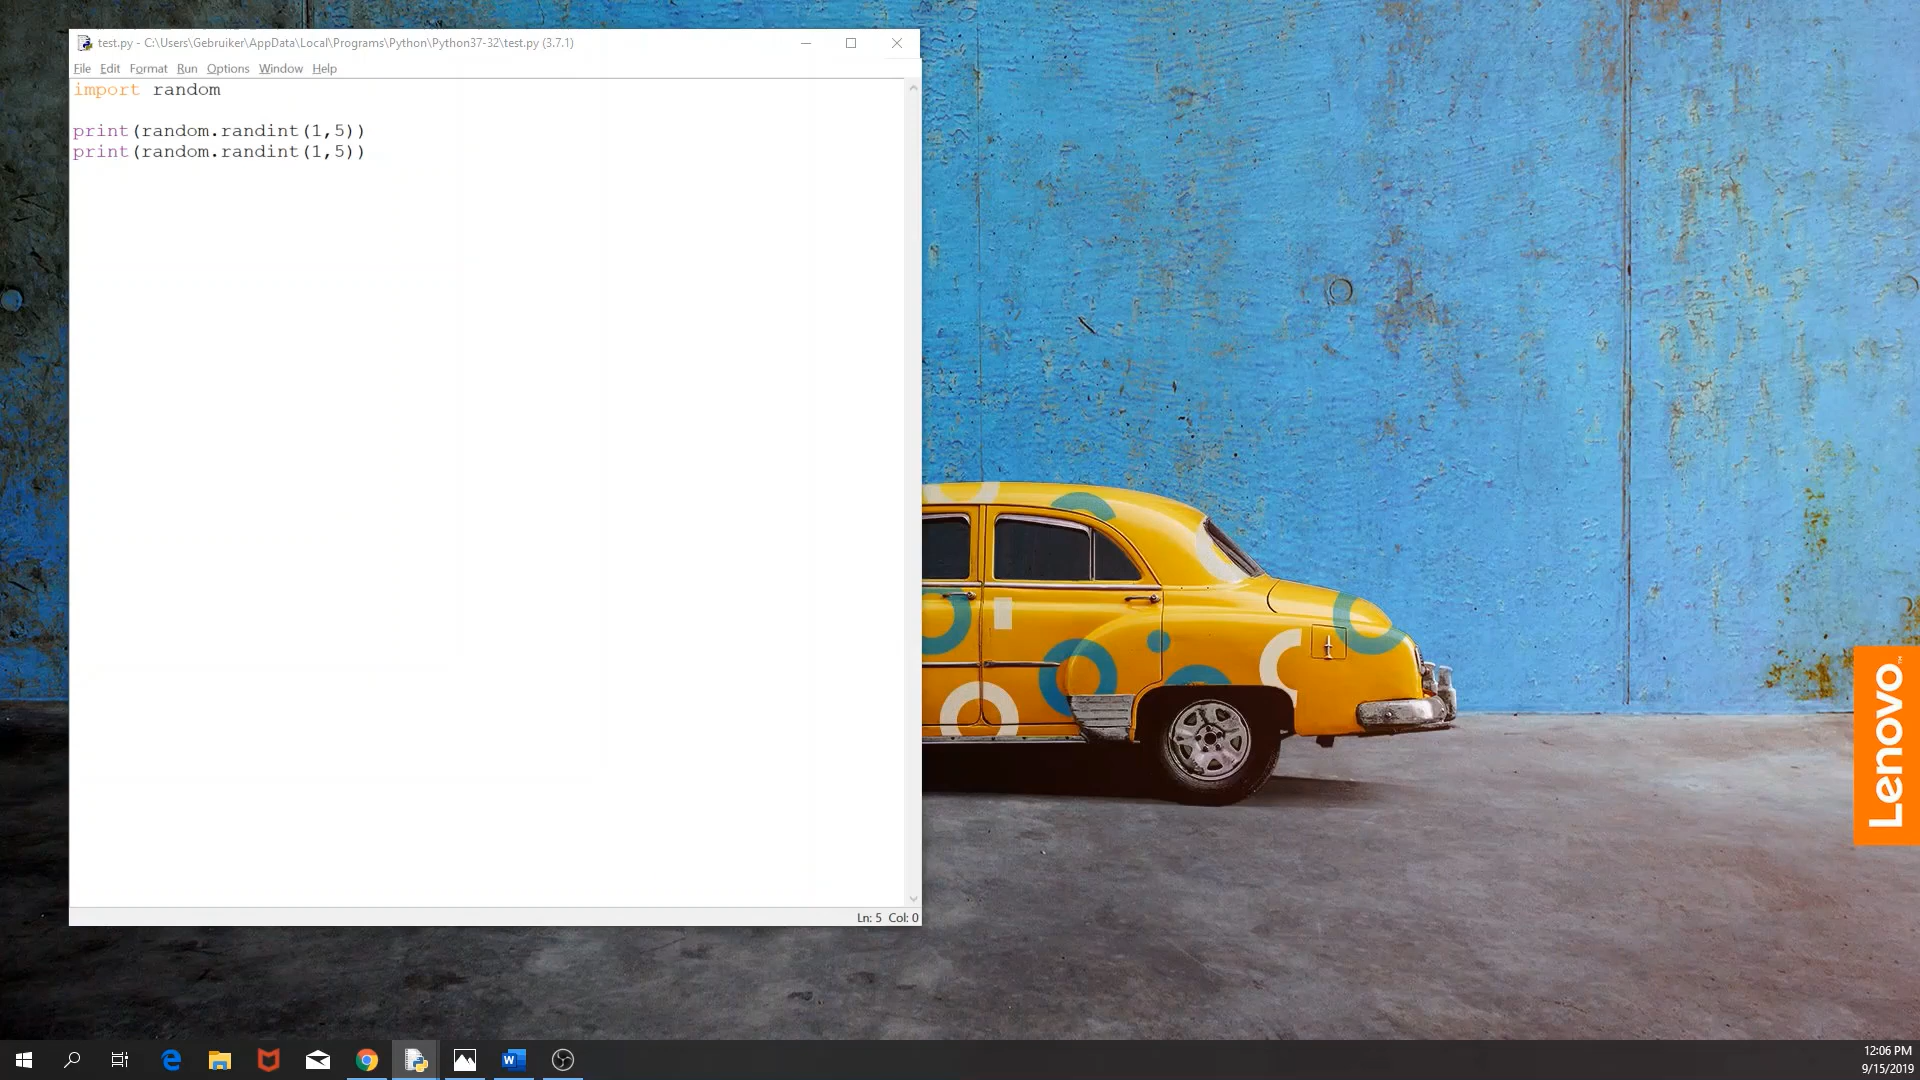 test.py - C:\Users\Gebruiker\AppData\Local\Programs\Python\Python37-32\test.py (3.7.1)
File Edit Format Run Options Window Help
import random
print(random.randint(1,5))
print(random.randint(1,5))
Ln: 5 Col: 0
Lenovo™
12:06 PM
9/15/2019